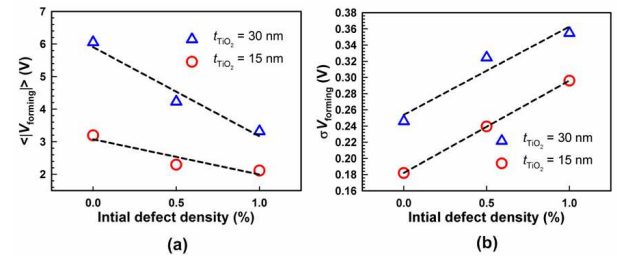 7
6
5
4
3
2
<|V_forming|> (V)
t_TiO₂ = 30 nm
t_TiO₂ = 15 nm
0.0 0.5 1.0
Intial defect density (%)
(a)
0.38
0.36
0.34
0.32
0.30
0.28
0.26
0.24
0.22
0.20
0.18
0.16
σV_forming (V)
t_TiO₂ = 30 nm
t_TiO₂ = 15 nm
0.0 0.5 1.0
Intial defect density (%)
(b)